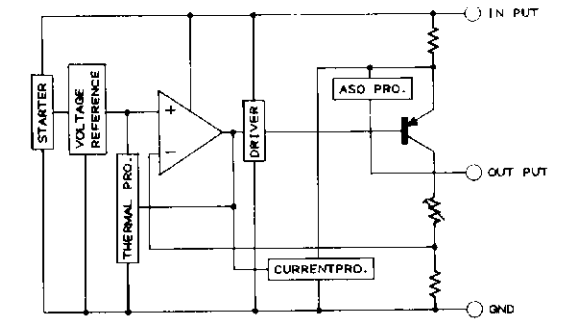 IN PUT
ASO PRO.
STARTER
VOLTAGE
REFERENCE
+
−
DRIVER
THERMAL PRO.
OUT PUT
CURRENTPRO.
GND